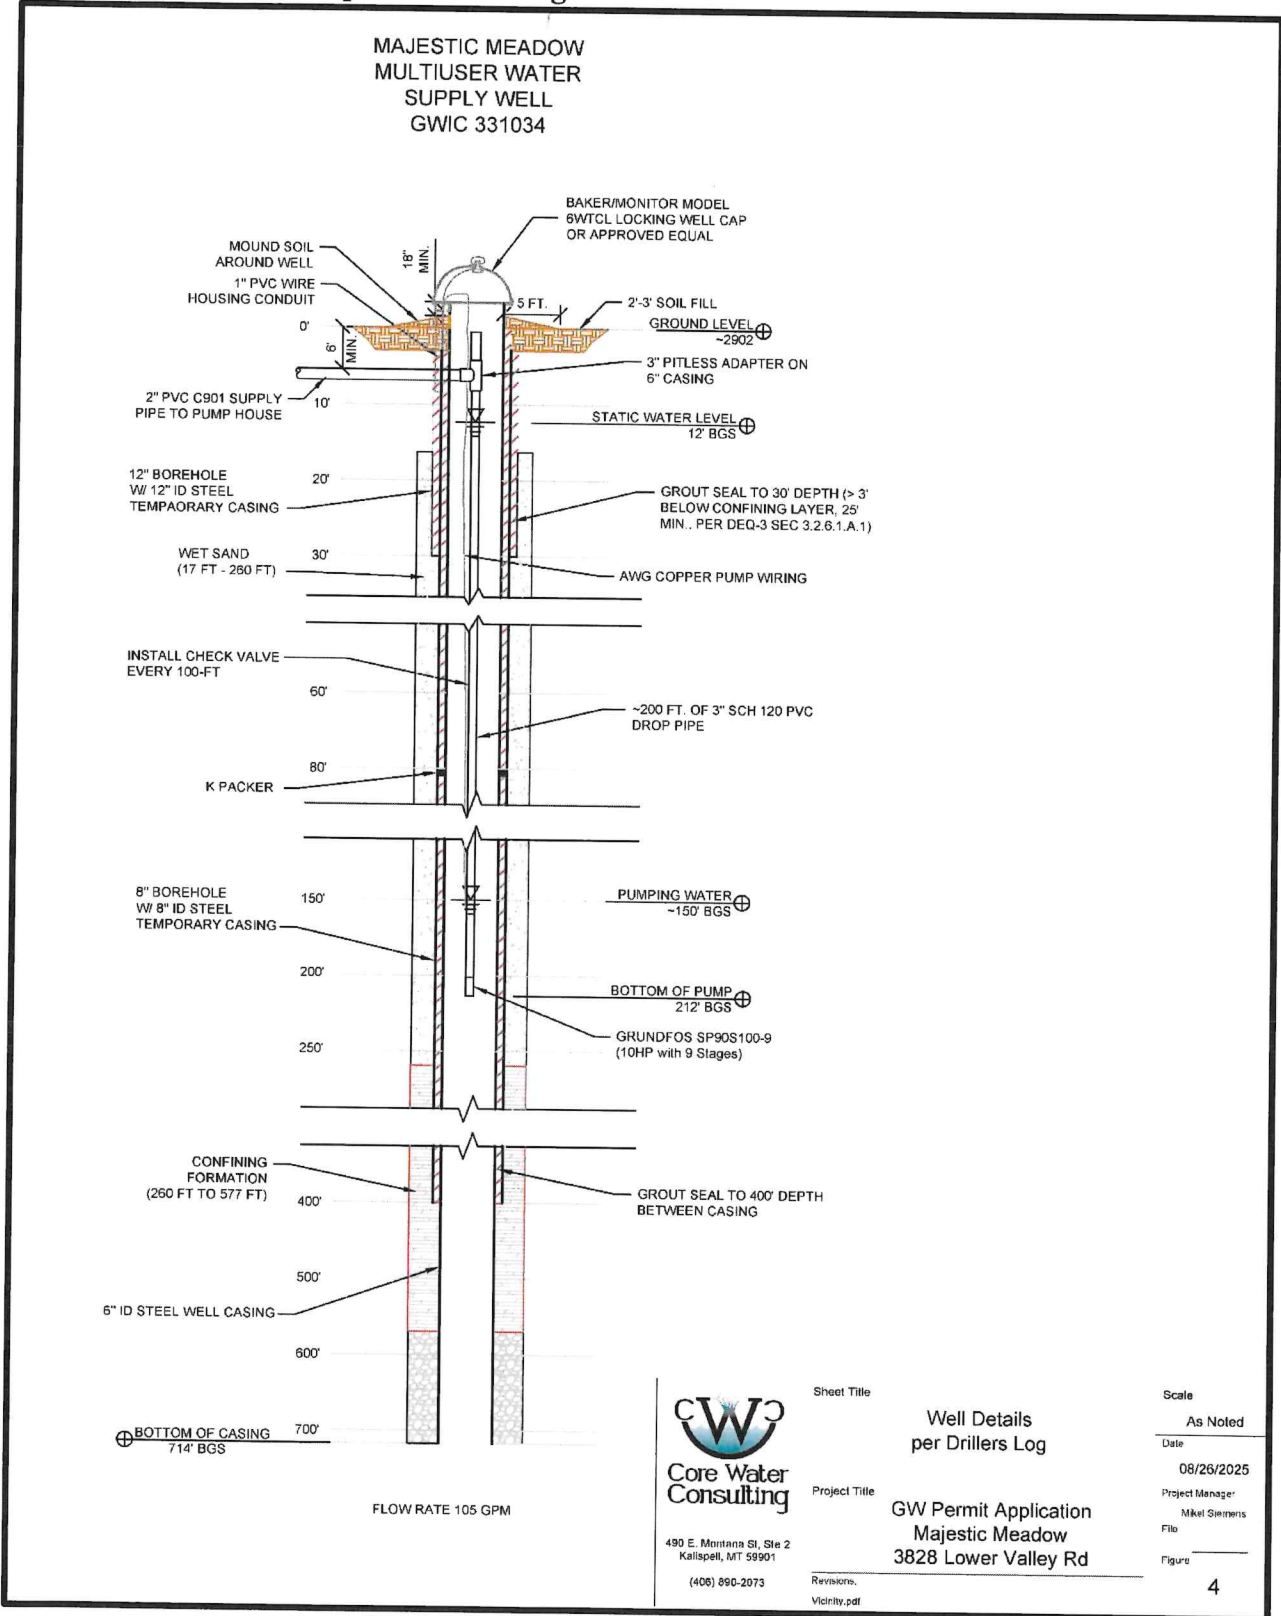 MAJESTIC MEADOW
MULTIUSER WATER
SUPPLY WELL
GWIC 331034
BAKER/MONITOR MODEL
6WTCL LOCKING WELL CAP
OR APPROVED EQUAL
MOUND SOIL
AROUND WELL
18"
MIN.
1" PVC WIRE
HOUSING CONDUIT
5 FT.
2'-3' SOIL FILL
0'
GROUND LEVEL
~2902
6'
MIN.
3" PITLESS ADAPTER ON
6" CASING
2" PVC C901 SUPPLY
PIPE TO PUMP HOUSE
10'
STATIC WATER LEVEL
12' BGS
12" BOREHOLE
W/ 12" ID STEEL
TEMPAORARY CASING
20'
GROUT SEAL TO 30' DEPTH (> 3'
BELOW CONFINING LAYER, 25'
MIN.. PER DEQ-3 SEC 3.2.6.1.A.1)
WET SAND
(17 FT - 260 FT)
30'
AWG COPPER PUMP WIRING
INSTALL CHECK VALVE
EVERY 100-FT
60'
~200 FT. OF 3" SCH 120 PVC
DROP PIPE
80'
K PACKER
8" BOREHOLE
W/ 8" ID STEEL
TEMPORARY CASING
150'
PUMPING WATER
~150' BGS
200'
BOTTOM OF PUMP
212' BGS
GRUNDFOS SP90S100-9
(10HP with 9 Stages)
250'
CONFINING
FORMATION
(260 FT TO 577 FT)
400'
GROUT SEAL TO 400' DEPTH
BETWEEN CASING
500'
6" ID STEEL WELL CASING
600'
700'
BOTTOM OF CASING
714' BGS
FLOW RATE 105 GPM
CWC
Core Water
Consulting
490 E. Montana St, Ste 2
Kalispell, MT 59901
(406) 890-2073
Sheet Title
Well Details
per Drillers Log
Project Title
GW Permit Application
Majestic Meadow
3828 Lower Valley Rd
Revisions.
Vicinity.pdf
Scale
As Noted
Date
08/26/2025
Project Manager
Mikel Siemens
File
Figure
4